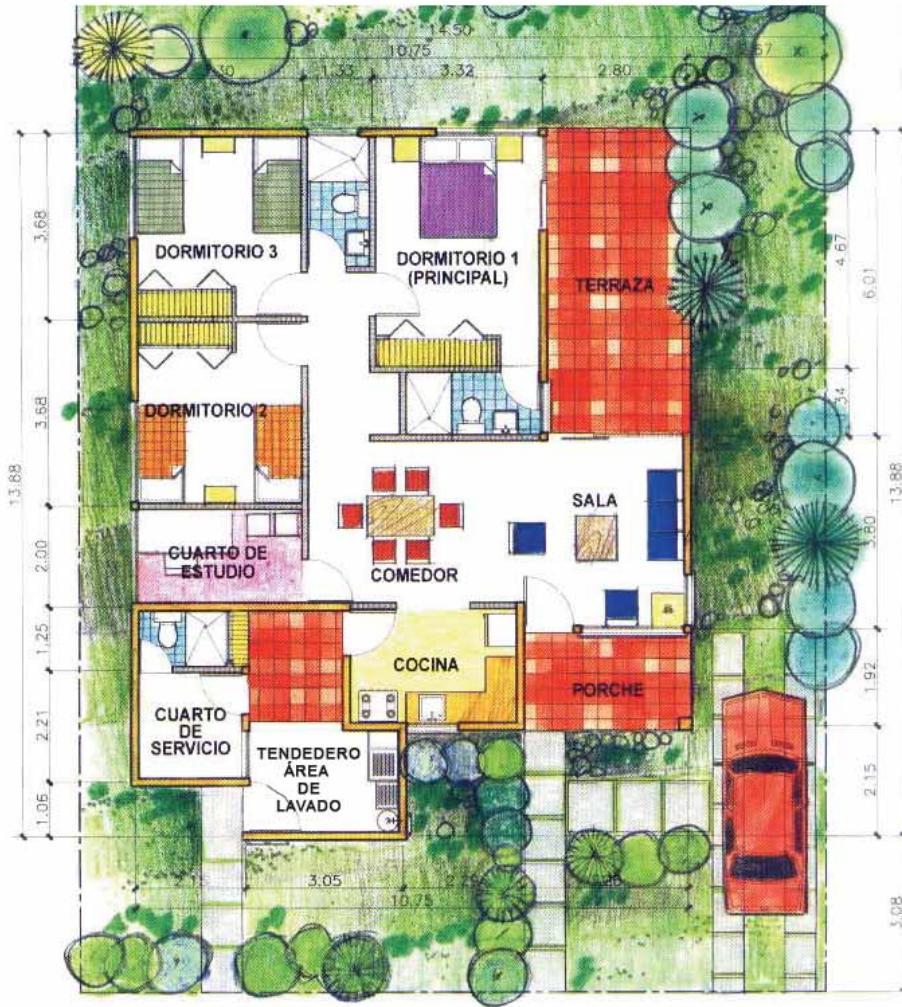 14.50
10.75
1.33
3.32
2.80
3.68
DORMITORIO 3
DORMITORIO 1
(PRINCIPAL)
TERRAZA
4.67
6.01
3.68
DORMITORIO 2
13.88
SALA
13.88
3.80
2.00
CUARTO DE
ESTUDIO
COMEDOR
1.25
COCINA
PORCHE
1.92
2.21
CUARTO
DE
SERVICIO
TENDEDERO
ÁREA
DE
LAVADO
2.15
1.06
3.05
10.75
3.08